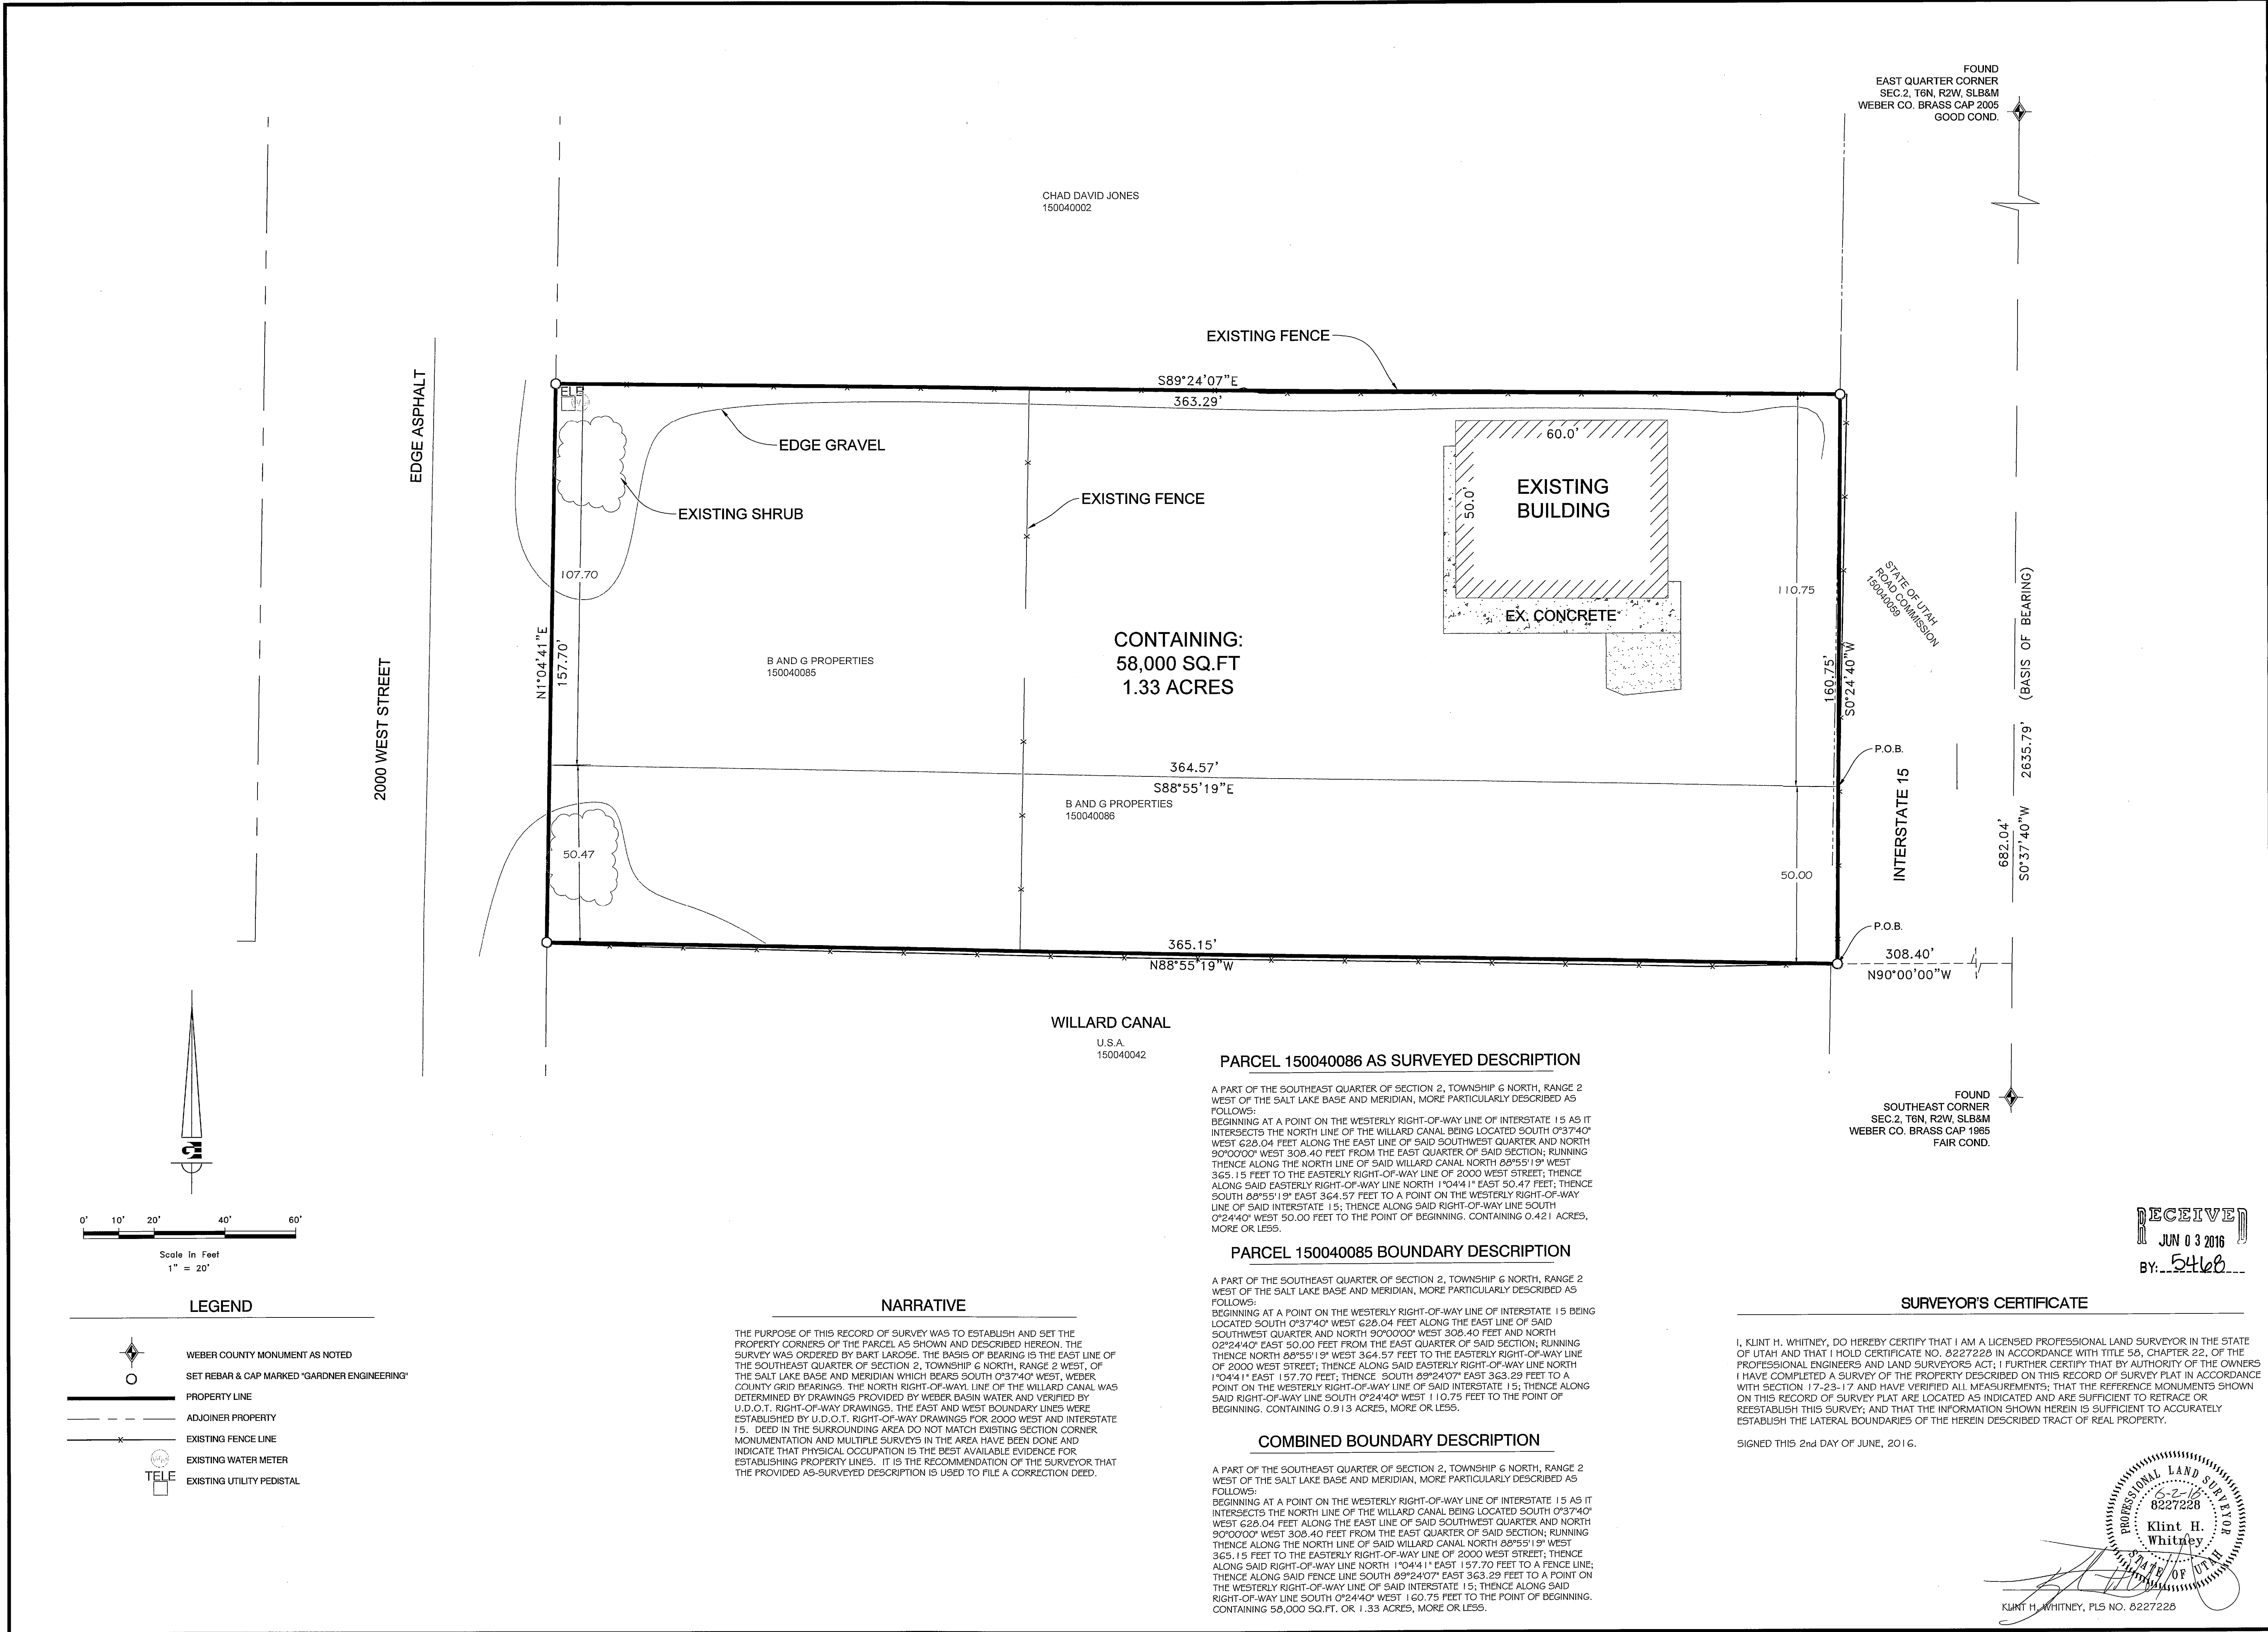 FOUND
EAST QUARTER CORNER
SEC.2, T6N, R2W, SLB&M
WEBER CO. BRASS CAP 2005
GOOD COND.
CHAD DAVID JONES
150040002
EXISTING FENCE
S89°24'07"E
363.29'
EDGE ASPHALT
2000 WEST STREET
EDGE GRAVEL
EXISTING SHRUB
EXISTING FENCE
60.0'
50.0'
EXISTING
BUILDING
EX. CONCRETE
107.70
N1°04'41"E
157.70'
110.75
160.75'
S0°24'40"W
STATE OF UTAH
ROAD COMMISSION
150040059
CONTAINING:
58,000 SQ.FT
1.33 ACRES
B AND G PROPERTIES
150040085
364.57'
S88°55'19"E
B AND G PROPERTIES
150040086
50.47
50.00
P.O.B.
P.O.B.
INTERSTATE 15
682.04'
S0°37'40"W 2635.79' (BASIS OF BEARING)
365.15'
N88°55'19"W
308.40'
N90°00'00"W
WILLARD CANAL
U.S.A.
150040042
FOUND
SOUTHEAST CORNER
SEC.2, T6N, R2W, SLB&M
WEBER CO. BRASS CAP 1965
FAIR COND.
0' 10' 20' 40' 60'
Scale In Feet
1" = 20'
LEGEND
WEBER COUNTY MONUMENT AS NOTED
SET REBAR & CAP MARKED "GARDNER ENGINEERING"
PROPERTY LINE
ADJOINER PROPERTY
EXISTING FENCE LINE
EXISTING WATER METER
TELE
EXISTING UTILITY PEDISTAL
NARRATIVE
THE PURPOSE OF THIS RECORD OF SURVEY WAS TO ESTABLISH AND SET THE
PROPERTY CORNERS OF THE PARCEL AS SHOWN AND DESCRIBED HEREON. THE
SURVEY WAS ORDERED BY BART LAROSE. THE BASIS OF BEARING IS THE EAST LINE OF
THE SOUTHEAST QUARTER OF SECTION 2, TOWNSHIP 6 NORTH, RANGE 2 WEST, OF
THE SALT LAKE BASE AND MERIDIAN WHICH BEARS SOUTH 0°37'40" WEST, WEBER
COUNTY GRID BEARINGS. THE NORTH RIGHT-OF-WAYL LINE OF THE WILLARD CANAL WAS
DETERMINED BY DRAWINGS PROVIDED BY WEBER BASIN WATER AND VERIFIED BY
U.D.O.T. RIGHT-OF-WAY DRAWINGS. THE EAST AND WEST BOUNDARY LINES WERE
ESTABLISHED BY U.D.O.T. RIGHT-OF-WAY DRAWINGS FOR 2000 WEST AND INTERSTATE
15. DEED IN THE SURROUNDING AREA DO NOT MATCH EXISTING SECTION CORNER
MONUMENTATION AND MULTIPLE SURVEYS IN THE AREA HAVE BEEN DONE AND
INDICATE THAT PHYSICAL OCCUPATION IS THE BEST AVAILABLE EVIDENCE FOR
ESTABLISHING PROPERTY LINES. IT IS THE RECOMMENDATION OF THE SURVEYOR THAT
THE PROVIDED AS-SURVEYED DESCRIPTION IS USED TO FILE A CORRECTION DEED.
PARCEL 150040086 AS SURVEYED DESCRIPTION
A PART OF THE SOUTHEAST QUARTER OF SECTION 2, TOWNSHIP 6 NORTH, RANGE 2
WEST OF THE SALT LAKE BASE AND MERIDIAN, MORE PARTICULARLY DESCRIBED AS
FOLLOWS:
BEGINNING AT A POINT ON THE WESTERLY RIGHT-OF-WAY LINE OF INTERSTATE 15 AS IT
INTERSECTS THE NORTH LINE OF THE WILLARD CANAL BEING LOCATED SOUTH 0°37'40"
WEST 628.04 FEET ALONG THE EAST LINE OF SAID SOUTHWEST QUARTER AND NORTH
90°00'00" WEST 308.40 FEET FROM THE EAST QUARTER OF SAID SECTION; RUNNING
THENCE ALONG THE NORTH LINE OF SAID WILLARD CANAL NORTH 88°55'19" WEST
365.15 FEET TO THE EASTERLY RIGHT-OF-WAY LINE OF 2000 WEST STREET; THENCE
ALONG SAID EASTERLY RIGHT-OF-WAY LINE NORTH 1°04'41" EAST 50.47 FEET; THENCE
SOUTH 88°55'19" EAST 364.57 FEET TO A POINT ON THE WESTERLY RIGHT-OF-WAY
LINE OF SAID INTERSTATE 15; THENCE ALONG SAID RIGHT-OF-WAY LINE SOUTH
0°24'40" WEST 50.00 FEET TO THE POINT OF BEGINNING. CONTAINING 0.421 ACRES,
MORE OR LESS.
PARCEL 150040085 BOUNDARY DESCRIPTION
A PART OF THE SOUTHEAST QUARTER OF SECTION 2, TOWNSHIP 6 NORTH, RANGE 2
WEST OF THE SALT LAKE BASE AND MERIDIAN, MORE PARTICULARLY DESCRIBED AS
FOLLOWS:
BEGINNING AT A POINT ON THE WESTERLY RIGHT-OF-WAY LINE OF INTERSTATE 15 BEING
LOCATED SOUTH 0°37'40" WEST 628.04 FEET ALONG THE EAST LINE OF SAID
SOUTHWEST QUARTER AND NORTH 90°00'00" WEST 308.40 FEET AND NORTH
02°24'40" EAST 50.00 FEET FROM THE EAST QUARTER OF SAID SECTION; RUNNING
THENCE NORTH 88°55'19" WEST 364.57 FEET TO THE EASTERLY RIGHT-OF-WAY LINE
OF 2000 WEST STREET; THENCE ALONG SAID EASTERLY RIGHT-OF-WAY LINE NORTH
1°04'41" EAST 157.70 FEET; THENCE SOUTH 89°24'07" EAST 363.29 FEET TO A
POINT ON THE WESTERLY RIGHT-OF-WAY LINE OF SAID INTERSTATE 15; THENCE ALONG
SAID RIGHT-OF-WAY LINE SOUTH 0°24'40" WEST 110.75 FEET TO THE POINT OF
BEGINNING. CONTAINING 0.913 ACRES, MORE OR LESS.
COMBINED BOUNDARY DESCRIPTION
A PART OF THE SOUTHEAST QUARTER OF SECTION 2, TOWNSHIP 6 NORTH, RANGE 2
WEST OF THE SALT LAKE BASE AND MERIDIAN, MORE PARTICULARLY DESCRIBED AS
FOLLOWS:
BEGINNING AT A POINT ON THE WESTERLY RIGHT-OF-WAY LINE OF INTERSTATE 15 AS IT
INTERSECTS THE NORTH LINE OF THE WILLARD CANAL BEING LOCATED SOUTH 0°37'40"
WEST 628.04 FEET ALONG THE EAST LINE OF SAID SOUTHWEST QUARTER AND NORTH
90°00'00" WEST 308.40 FEET FROM THE EAST QUARTER OF SAID SECTION; RUNNING
THENCE ALONG THE NORTH LINE OF SAID WILLARD CANAL NORTH 88°55'19" WEST
365.15 FEET TO THE EASTERLY RIGHT-OF-WAY LINE OF 2000 WEST STREET; THENCE
ALONG SAID RIGHT-OF-WAY LINE NORTH 1°04'41" EAST 157.70 FEET TO A FENCE LINE;
THENCE ALONG SAID FENCE LINE SOUTH 89°24'07" EAST 363.29 FEET TO A POINT ON
THE WESTERLY RIGHT-OF-WAY LINE OF SAID INTERSTATE 15; THENCE ALONG SAID
RIGHT-OF-WAY LINE SOUTH 0°24'40" WEST 160.75 FEET TO THE POINT OF BEGINNING.
CONTAINING 58,000 SQ.FT. OR 1.33 ACRES, MORE OR LESS.
RECEIVED
JUN 03 2016
BY: 5468
SURVEYOR'S CERTIFICATE
I, KLINT H. WHITNEY, DO HEREBY CERTIFY THAT I AM A LICENSED PROFESSIONAL LAND SURVEYOR IN THE STATE
OF UTAH AND THAT I HOLD CERTIFICATE NO. 8227228 IN ACCORDANCE WITH TITLE 58, CHAPTER 22, OF THE
PROFESSIONAL ENGINEERS AND LAND SURVEYORS ACT; I FURTHER CERTIFY THAT BY AUTHORITY OF THE OWNERS
I HAVE COMPLETED A SURVEY OF THE PROPERTY DESCRIBED ON THIS RECORD OF SURVEY PLAT IN ACCORDANCE
WITH SECTION 17-23-17 AND HAVE VERIFIED ALL MEASUREMENTS; THAT THE REFERENCE MONUMENTS SHOWN
ON THIS RECORD OF SURVEY PLAT ARE LOCATED AS INDICATED AND ARE SUFFICIENT TO RETRACE OR
REESTABLISH THIS SURVEY; AND THAT THE INFORMATION SHOWN HEREIN IS SUFFICIENT TO ACCURATELY
ESTABLISH THE LATERAL BOUNDARIES OF THE HEREIN DESCRIBED TRACT OF REAL PROPERTY.
SIGNED THIS 2nd DAY OF JUNE, 2016.
PROFESSIONAL LAND SURVEYOR
6-2-16
8227228
Klint H.
Whitney
STATE OF UTAH
KLINT H. WHITNEY, PLS NO. 8227228